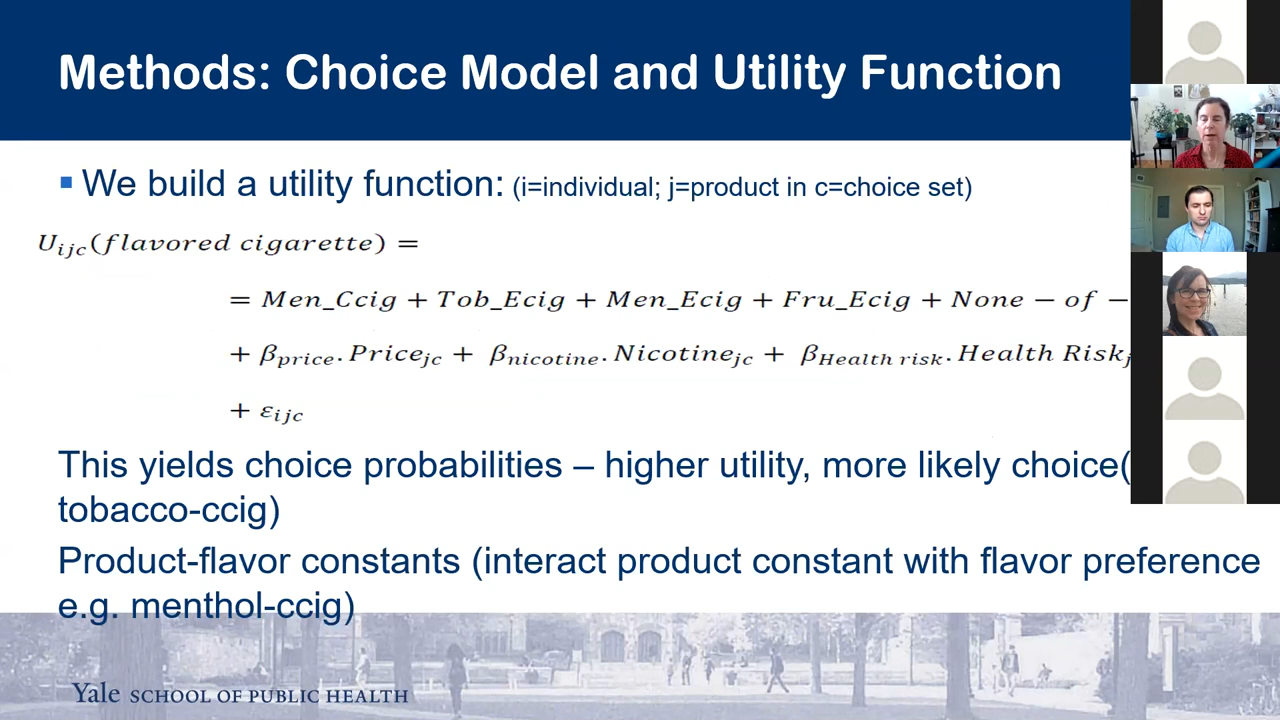 Methods: Choice Model and Utility Function
▪ We build a utility function: (i=individual; j=product in c=choice set)
U_ijc(flavored cigarette) =
= Men_Ccig + Tob_Ecig + Men_Ecig + Fru_Ecig + None − of −
+ β_price.Price_jc + β_nicotine.Nicotine_jc + β_Health risk.Health Risk_j
+ ε_ijc
This yields choice probabilities – higher utility, more likely choice(
tobacco-ccig)
Product-flavor constants (interact product constant with flavor preference
e.g. menthol-ccig)
Yale SCHOOL OF PUBLIC HEALTH